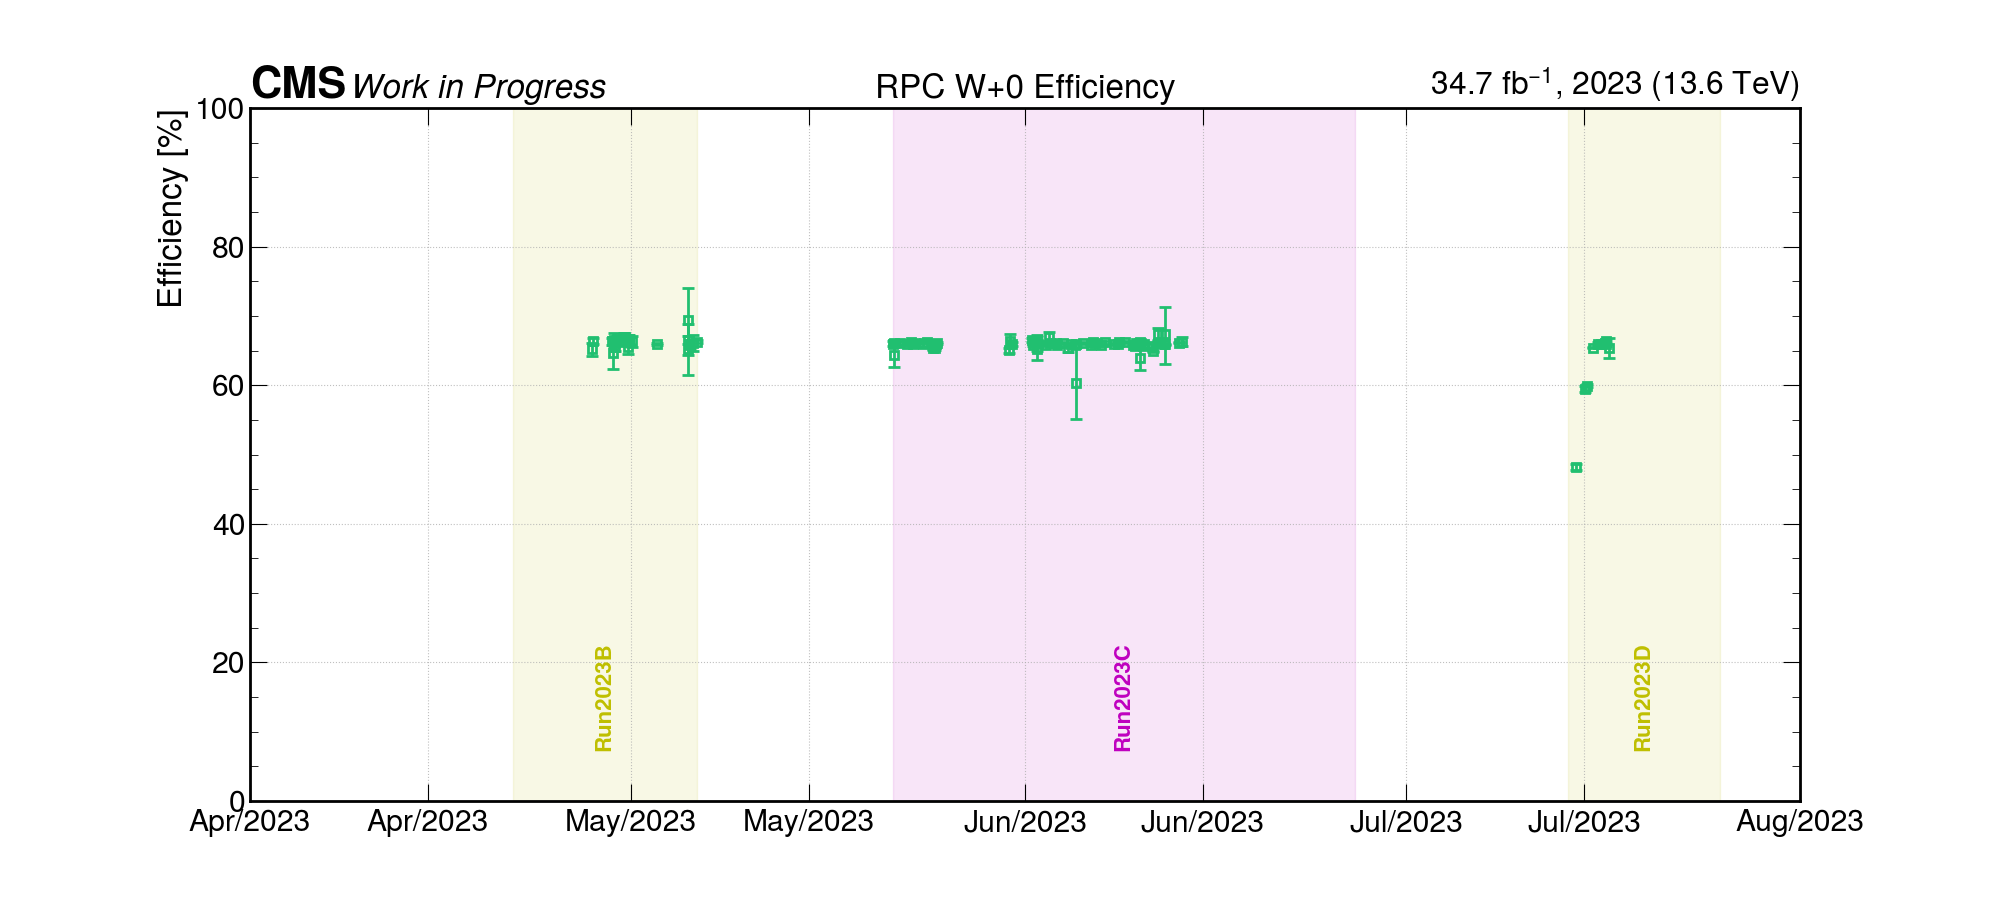 CMS Work in Progress RPC W+0 Efficiency 34.7 fb⁻¹, 2023 (13.6 TeV)
Efficiency [%]
100
80
60
40
20
0
Run2023B
Run2023C
Run2023D
Apr/2023 Apr/2023 May/2023 May/2023 Jun/2023 Jun/2023 Jul/2023 Jul/2023 Aug/2023